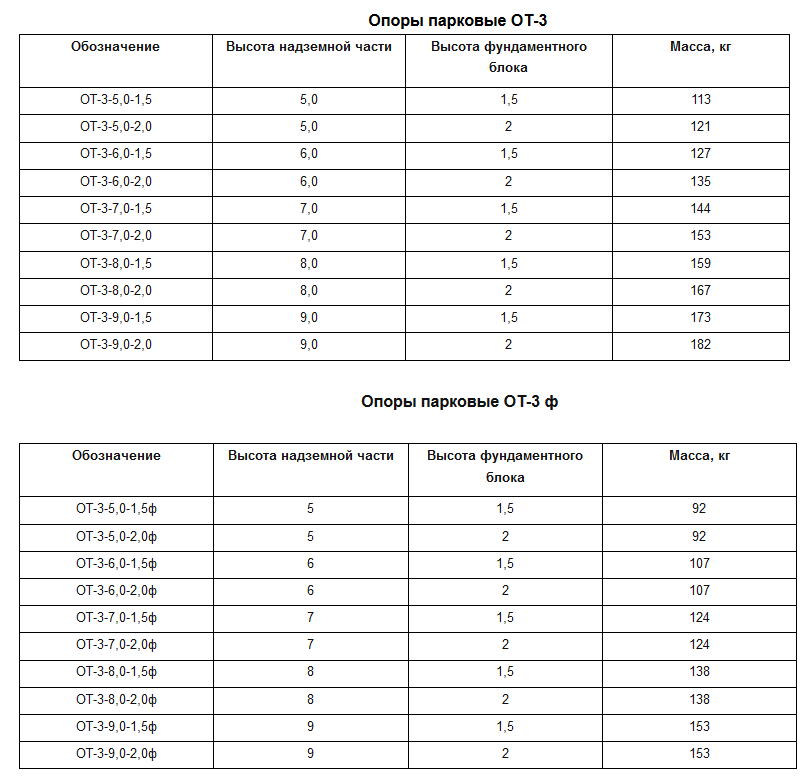 Опоры парковые ОТ-3
Обозначение Высота надземной части Высота фундаментного блока Масса, кг
ОТ-3-5,0-1,5 5,0 1,5 113
ОТ-3-5,0-2,0 5,0 2 121
ОТ-3-6,0-1,5 6,0 1,5 127
ОТ-3-6,0-2,0 6,0 2 135
ОТ-3-7,0-1,5 7,0 1,5 144
ОТ-3-7,0-2,0 7,0 2 153
ОТ-3-8,0-1,5 8,0 1,5 159
ОТ-3-8,0-2,0 8,0 2 167
ОТ-3-9,0-1,5 9,0 1,5 173
ОТ-3-9,0-2,0 9,0 2 182
Опоры парковые ОТ-3 ф
Обозначение Высота надземной части Высота фундаментного блока Масса, кг
ОТ-3-5,0-1,5ф 5 1,5 92
ОТ-3-5,0-2,0ф 5 2 92
ОТ-3-6,0-1,5ф 6 1,5 107
ОТ-3-6,0-2,0ф 6 2 107
ОТ-3-7,0-1,5ф 7 1,5 124
ОТ-3-7,0-2,0ф 7 2 124
ОТ-3-8,0-1,5ф 8 1,5 138
ОТ-3-8,0-2,0ф 8 2 138
ОТ-3-9,0-1,5ф 9 1,5 153
ОТ-3-9,0-2,0ф 9 2 153